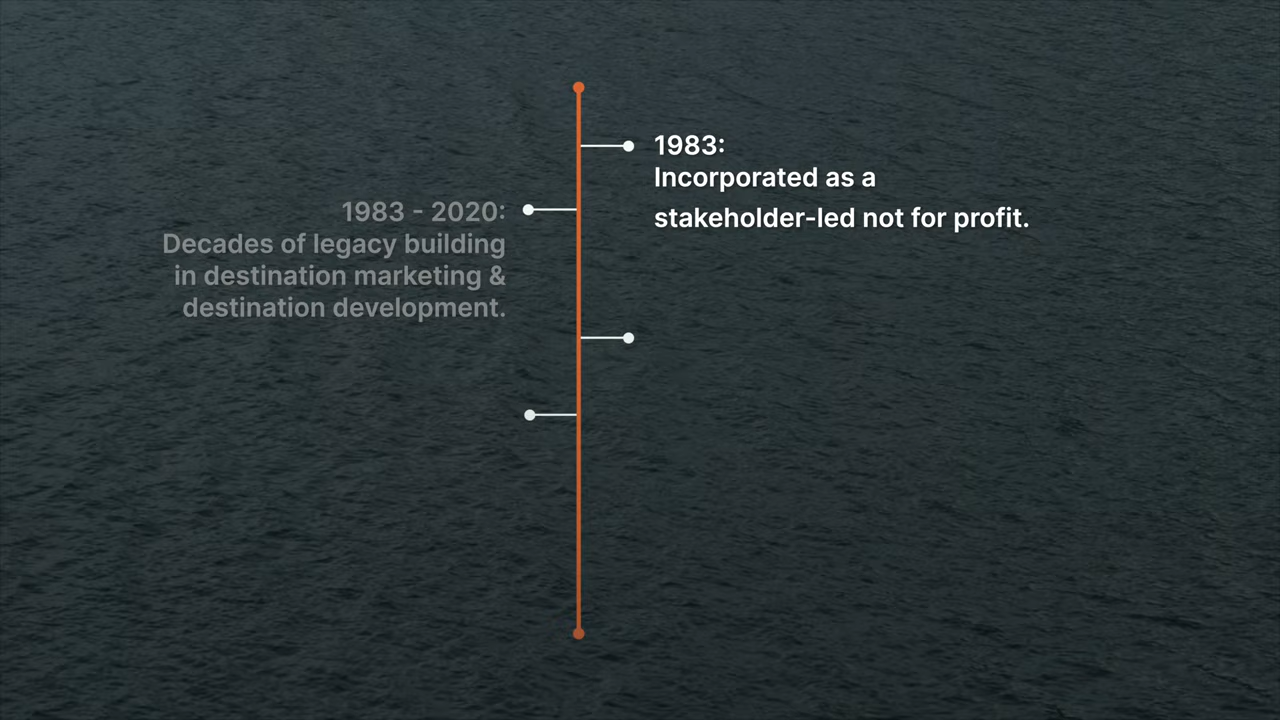 1983:
Incorporated as a
stakeholder-led not for profit.
1983 - 2020:
Decades of legacy building
in destination marketing &
destination development.